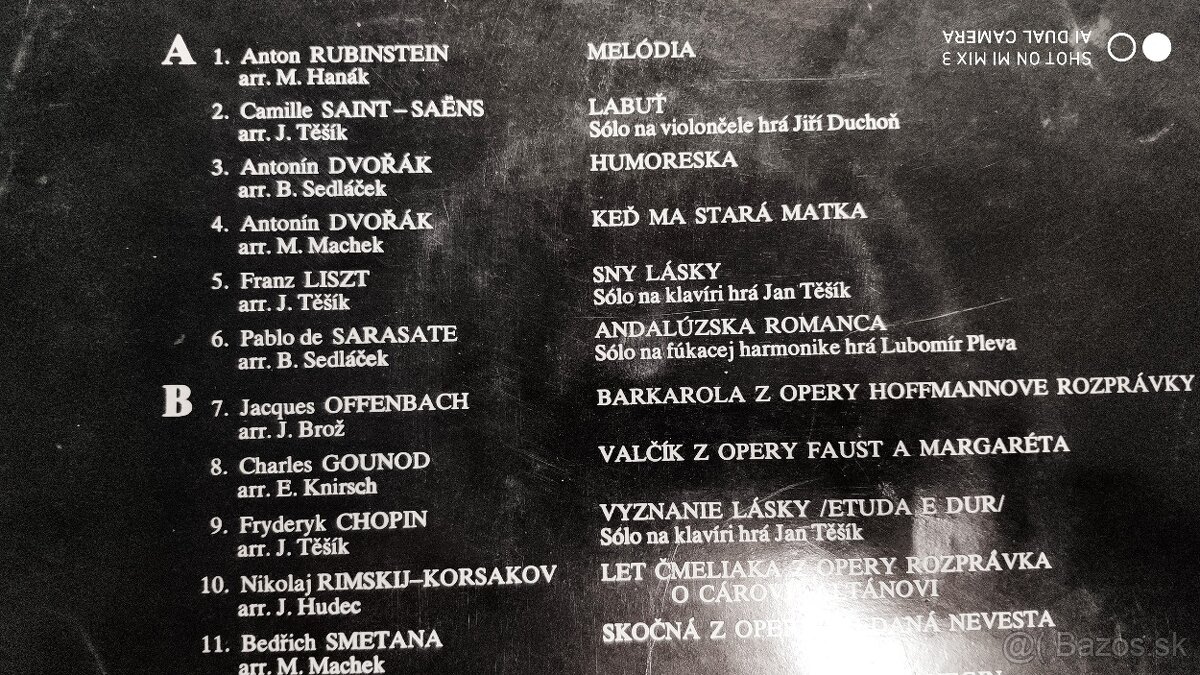 A 1. Anton RUBINSTEIN MELÓDIA
arr. M. Hanák
2. Camille SAINT–SAËNS LABUŤ
arr. J. Těšík Sólo na violončele hrá Jiří Duchoň
3. Antonín DVOŘÁK HUMORESKA
arr. B. Sedláček
4. Antonín DVOŘÁK KEĎ MA STARÁ MATKA
arr. M. Machek
5. Franz LISZT SNY LÁSKY
arr. J. Těšík Sólo na klavíri hrá Jan Těšík
6. Pablo de SARASATE ANDALÚZSKA ROMANCA
arr. B. Sedláček Sólo na fúkacej harmonike hrá Lubomír Pleva
B 7. Jacques OFFENBACH BARKAROLA Z OPERY HOFFMANNOVE ROZPRÁVKY
arr. J. Brož
8. Charles GOUNOD VALČÍK Z OPERY FAUST A MARGARÉTA
arr. E. Knirsch
9. Fryderyk CHOPIN VYZNANIE LÁSKY /ETUDA E DUR/
arr. J. Těšík Sólo na klavíri hrá Jan Těšík
10. Nikolaj RIMSKIJ–KORSAKOV LET ČMELIAKA Z OPERY ROZPRÁVKA
arr. J. Hudec O CÁROVI
11. Bedřich SMETANA SKOČNÁ Z OPERY NEVESTA
arr. M. Machek
SHOT ON MI MIX 3
AI DUAL CAMERA
Bazos.sk